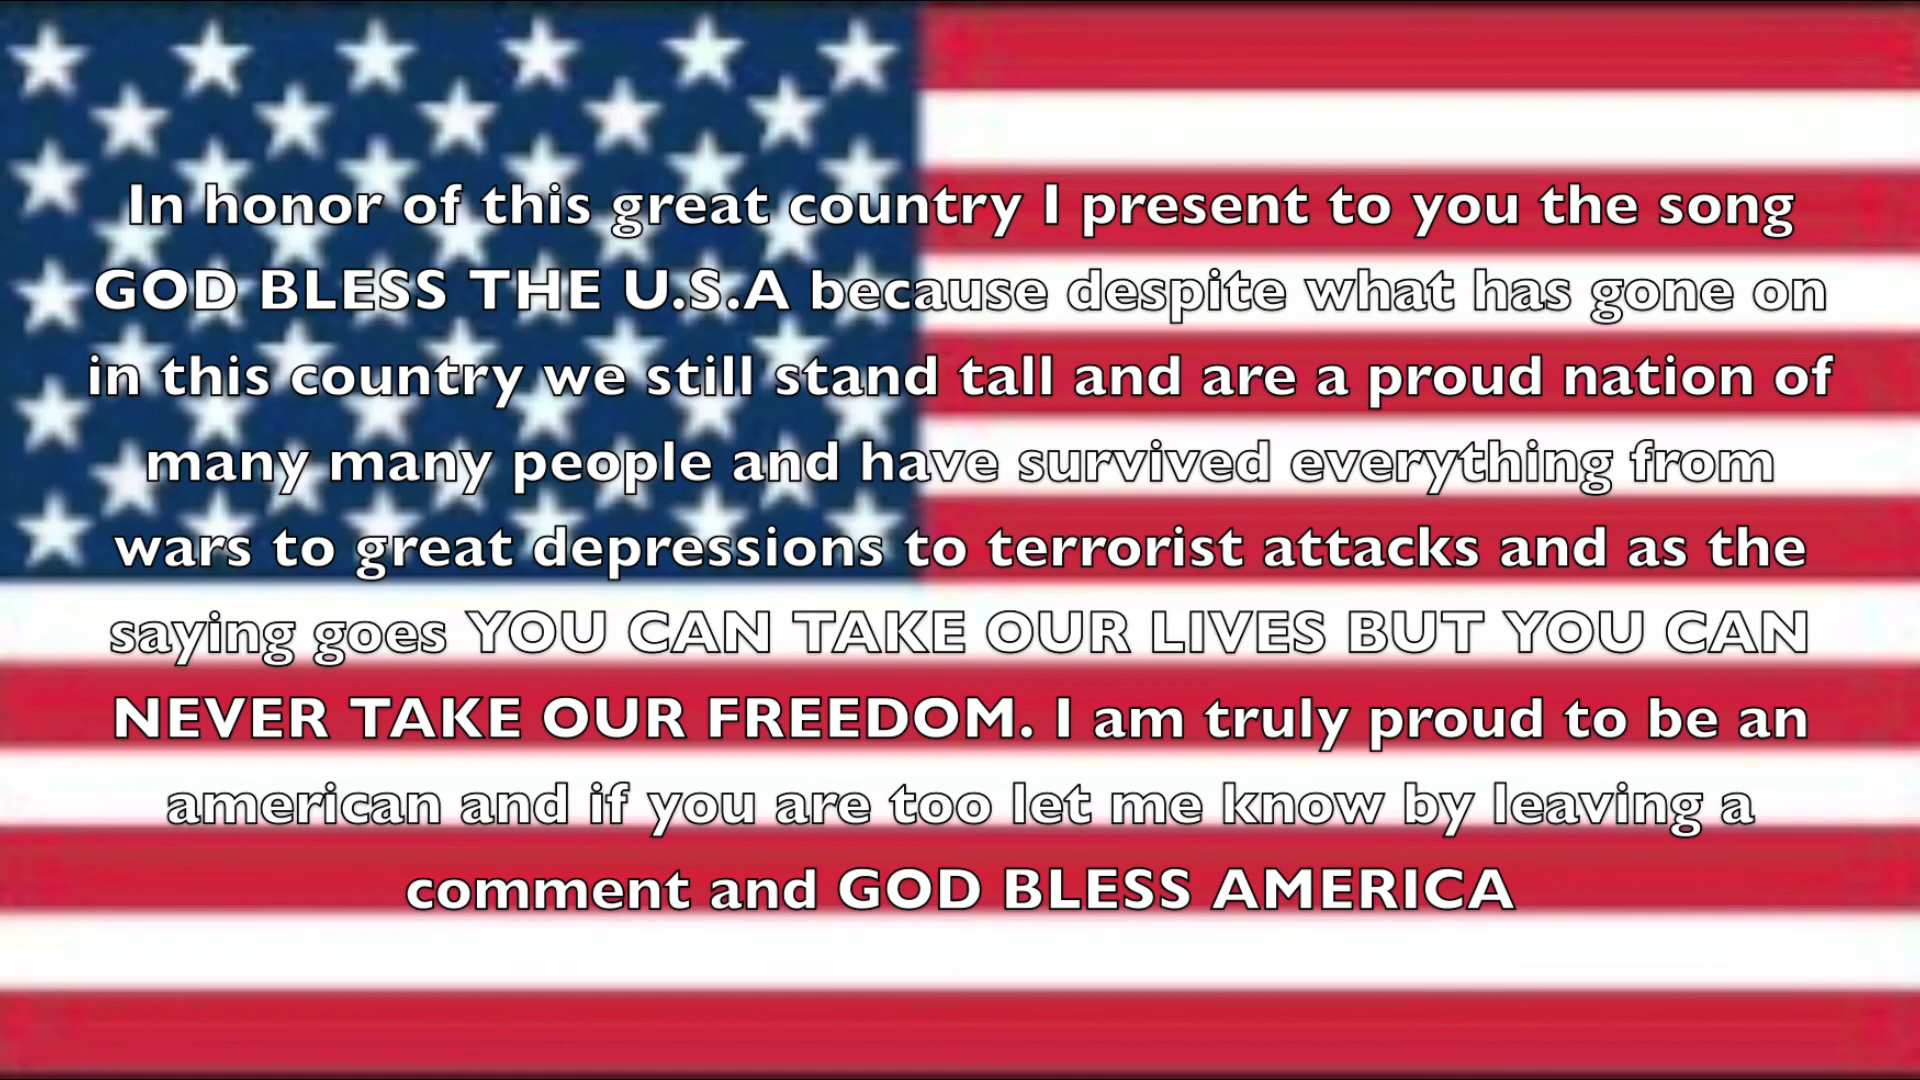 In honor of this great country I present to you the song
GOD BLESS THE U.S.A because despite what has gone on
in this country we still stand tall and are a proud nation of
many many people and have survived everything from
wars to great depressions to terrorist attacks and as the
saying goes YOU CAN TAKE OUR LIVES BUT YOU CAN
NEVER TAKE OUR FREEDOM. I am truly proud to be an
american and if you are too let me know by leaving a
comment and GOD BLESS AMERICA